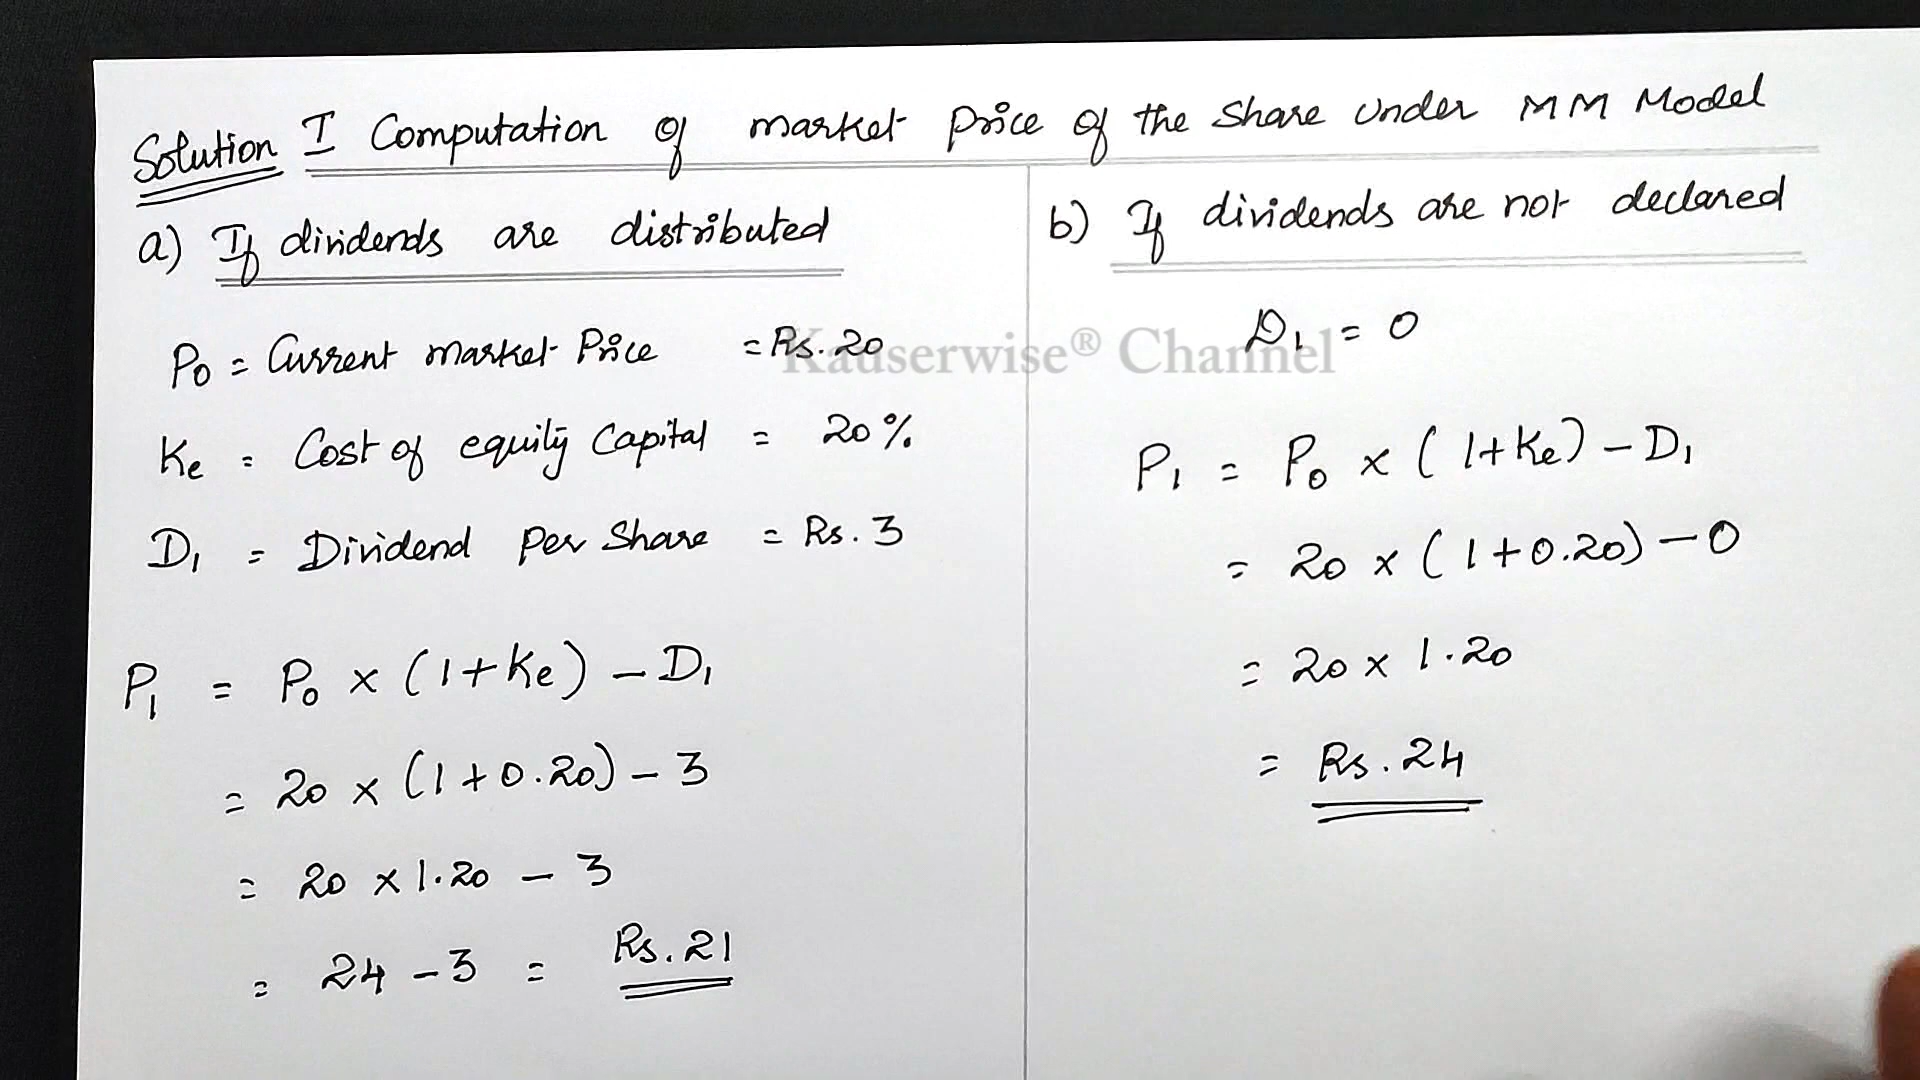 Solution I Computation of market price of the share under MM Model
a) If dividends are distributed
P0 = Current market Price = Rs. 20
Ke = Cost of equity Capital = 20%
D1 = Dividend Per Share = Rs. 3
P1 = P0 x (1+Ke) - D1
= 20 x (1+0.20) - 3
= 20 x 1.20 - 3
= 24 - 3 = Rs. 21
b) If dividends are not declared
D1 = 0
P1 = P0 x (1+Ke) - D1
= 20 x (1+0.20) - 0
= 20 x 1.20
= Rs. 24
Kauserwise® Channel